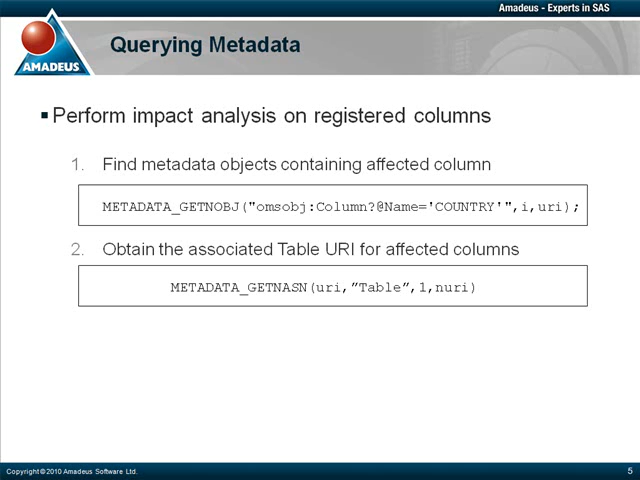 Amadeus - Experts in SAS
AMADEUS
Querying Metadata
▪ Perform impact analysis on registered columns
1. Find metadata objects containing affected column
METADATA_GETNOBJ("omsobj:Column?@Name='COUNTRY'",i,uri);
2. Obtain the associated Table URI for affected columns
METADATA_GETNASN(uri,”Table”,1,nuri)
Copyright © 2010 Amadeus Software Ltd.
5